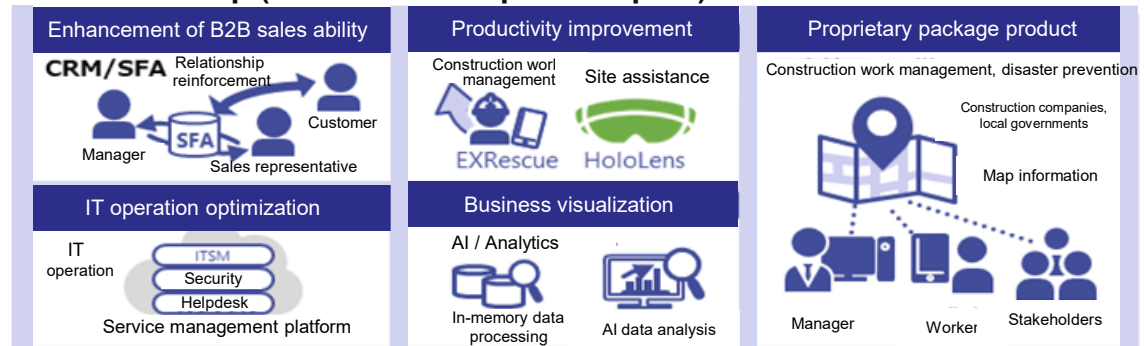 Enhancement of B2B sales ability
CRM/SFA
Relationship
reinforcement
Customer
SFA
Manager
Sales representative
IT operation optimization
IT
operation
ITSM
Security
Helpdesk
Service management platform
Productivity improvement
Construction worl
management
Site assistance
EXRescue
HoloLens
Business visualization
AI / Analytics
In-memory data
processing
AI data analysis
Proprietary package product
Construction work management, disaster prevention
Construction companies,
local governments
Map information
Manager
Worker
Stakeholders